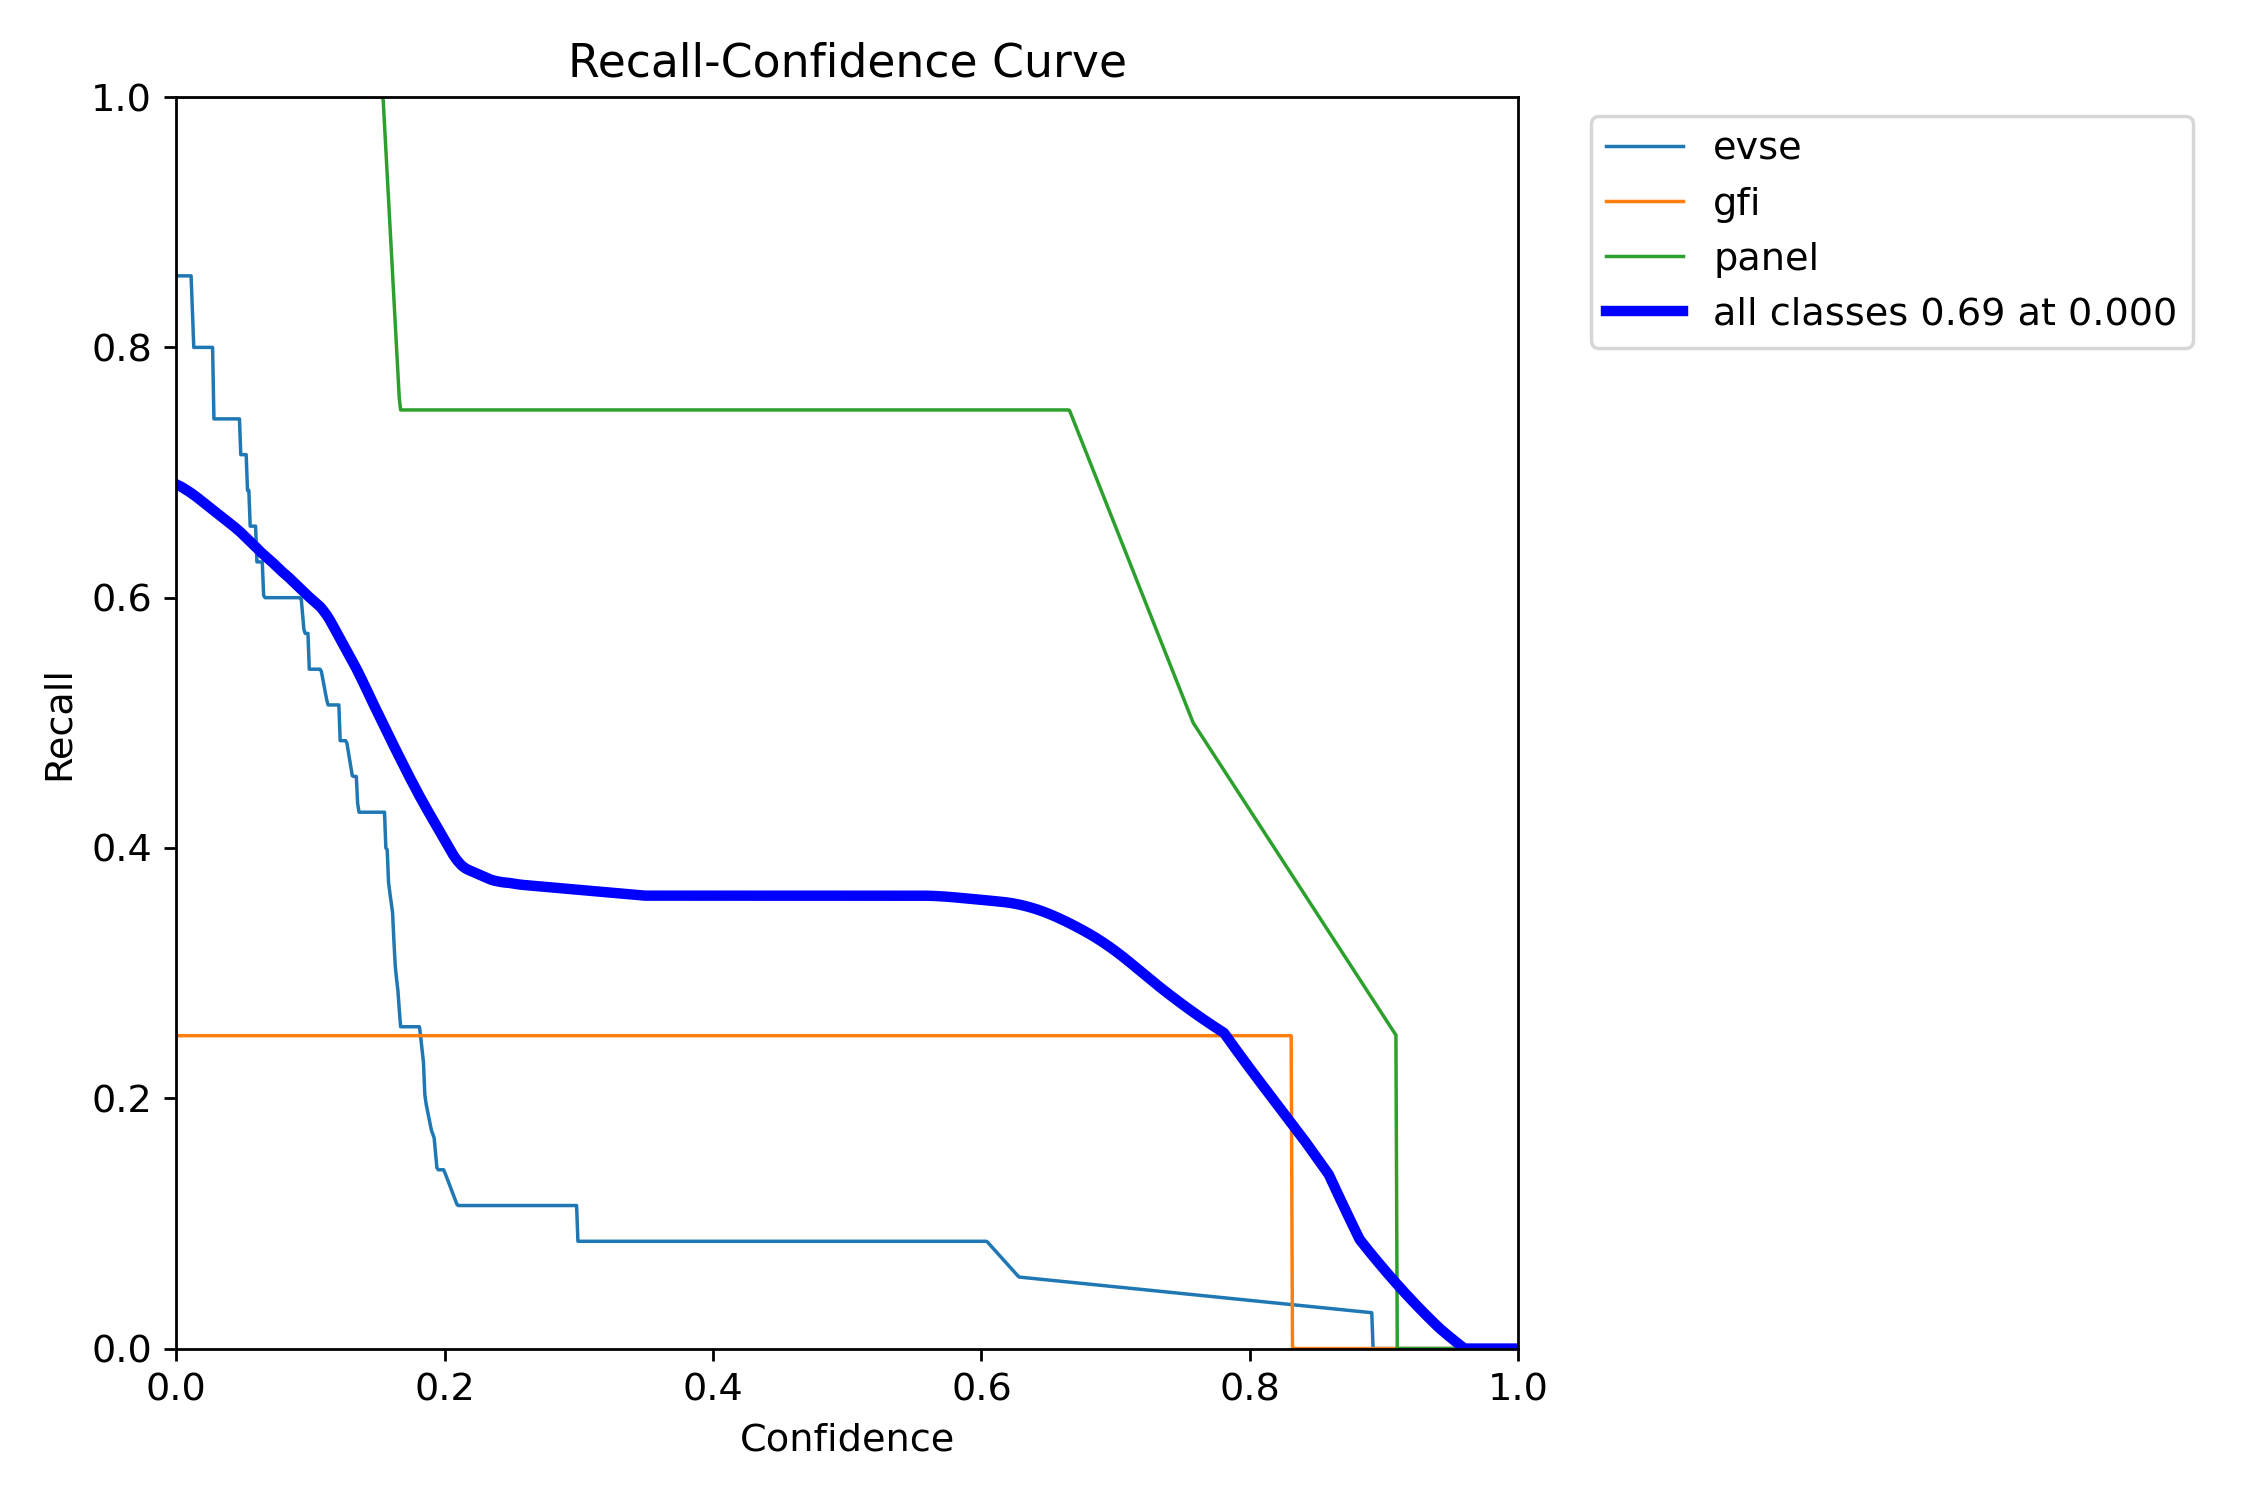 Recall-Confidence Curve
1.0
0.8
0.6
0.4
0.2
0.0
Recall
0.0 0.2 0.4 0.6 0.8 1.0
Confidence
evse
gfi
panel
all classes 0.69 at 0.000